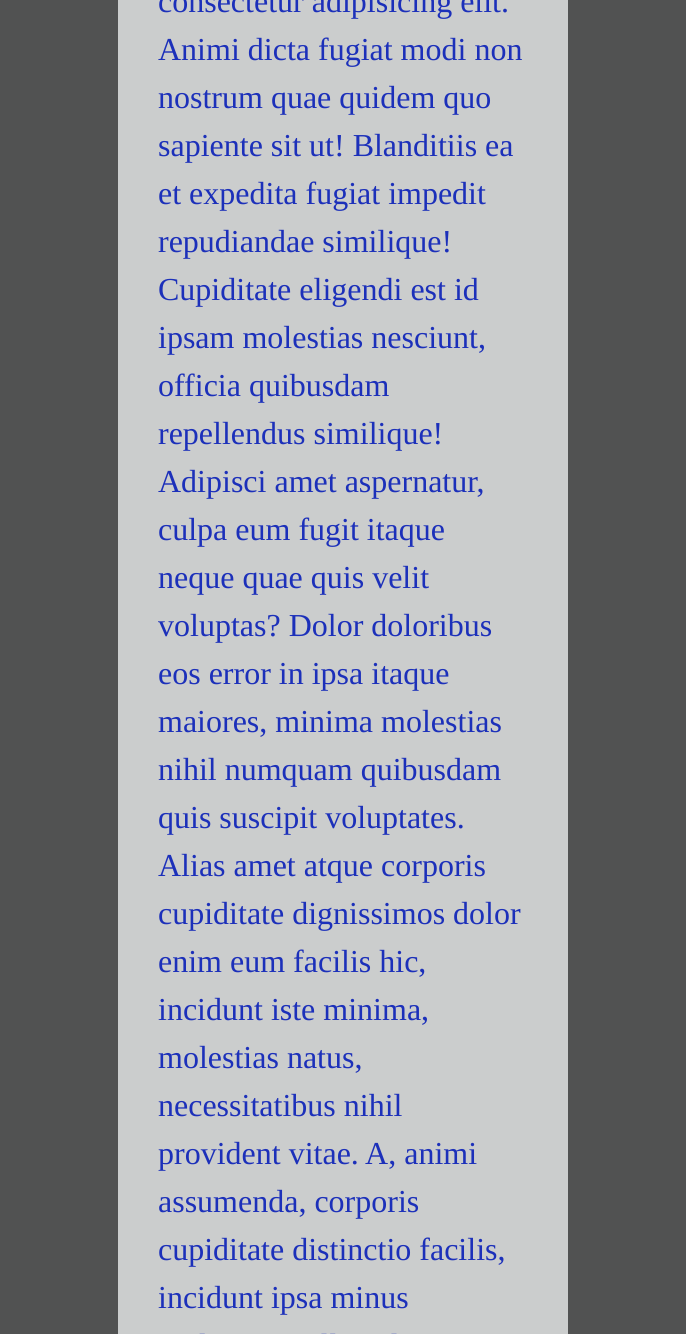 consectetur adipisicing elit.
Animi dicta fugiat modi non
nostrum quae quidem quo
sapiente sit ut! Blanditiis ea
et expedita fugiat impedit
repudiandae similique!
Cupiditate eligendi est id
ipsam molestias nesciunt,
officia quibusdam
repellendus similique!
Adipisci amet aspernatur,
culpa eum fugit itaque
neque quae quis velit
voluptas? Dolor doloribus
eos error in ipsa itaque
maiores, minima molestias
nihil numquam quibusdam
quis suscipit voluptates.
Alias amet atque corporis
cupiditate dignissimos dolor
enim eum facilis hic,
incidunt iste minima,
molestias natus,
necessitatibus nihil
provident vitae. A, animi
assumenda, corporis
cupiditate distinctio facilis,
incidunt ipsa minus